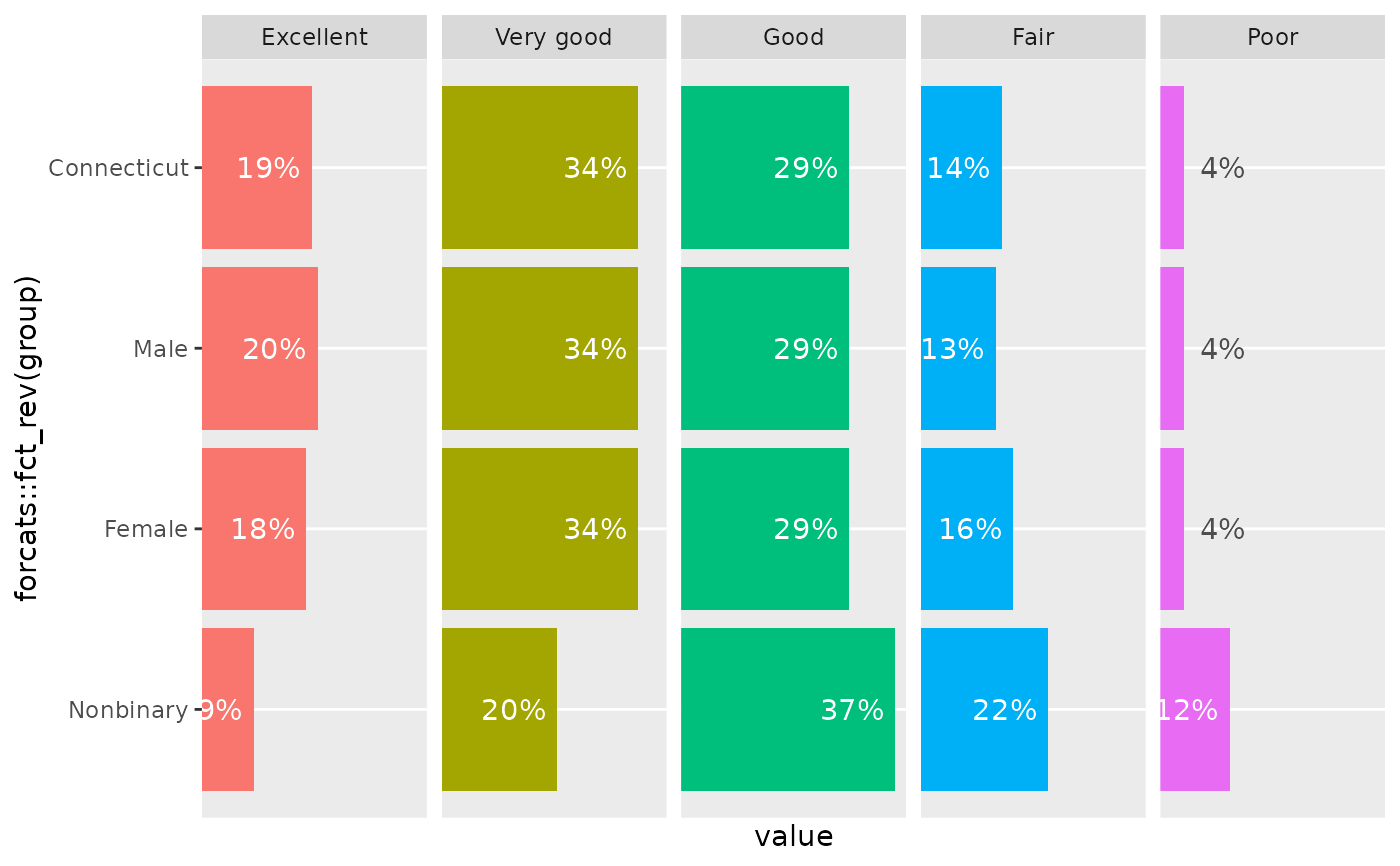 Excellent Very good Good Fair Poor
Connecticut 19% 34% 29% 14% 4%
Male 20% 34% 29% 13% 4%
Female 18% 34% 29% 16% 4%
Nonbinary 9% 20% 37% 22% 12%
forcats::fct_rev(group)
value